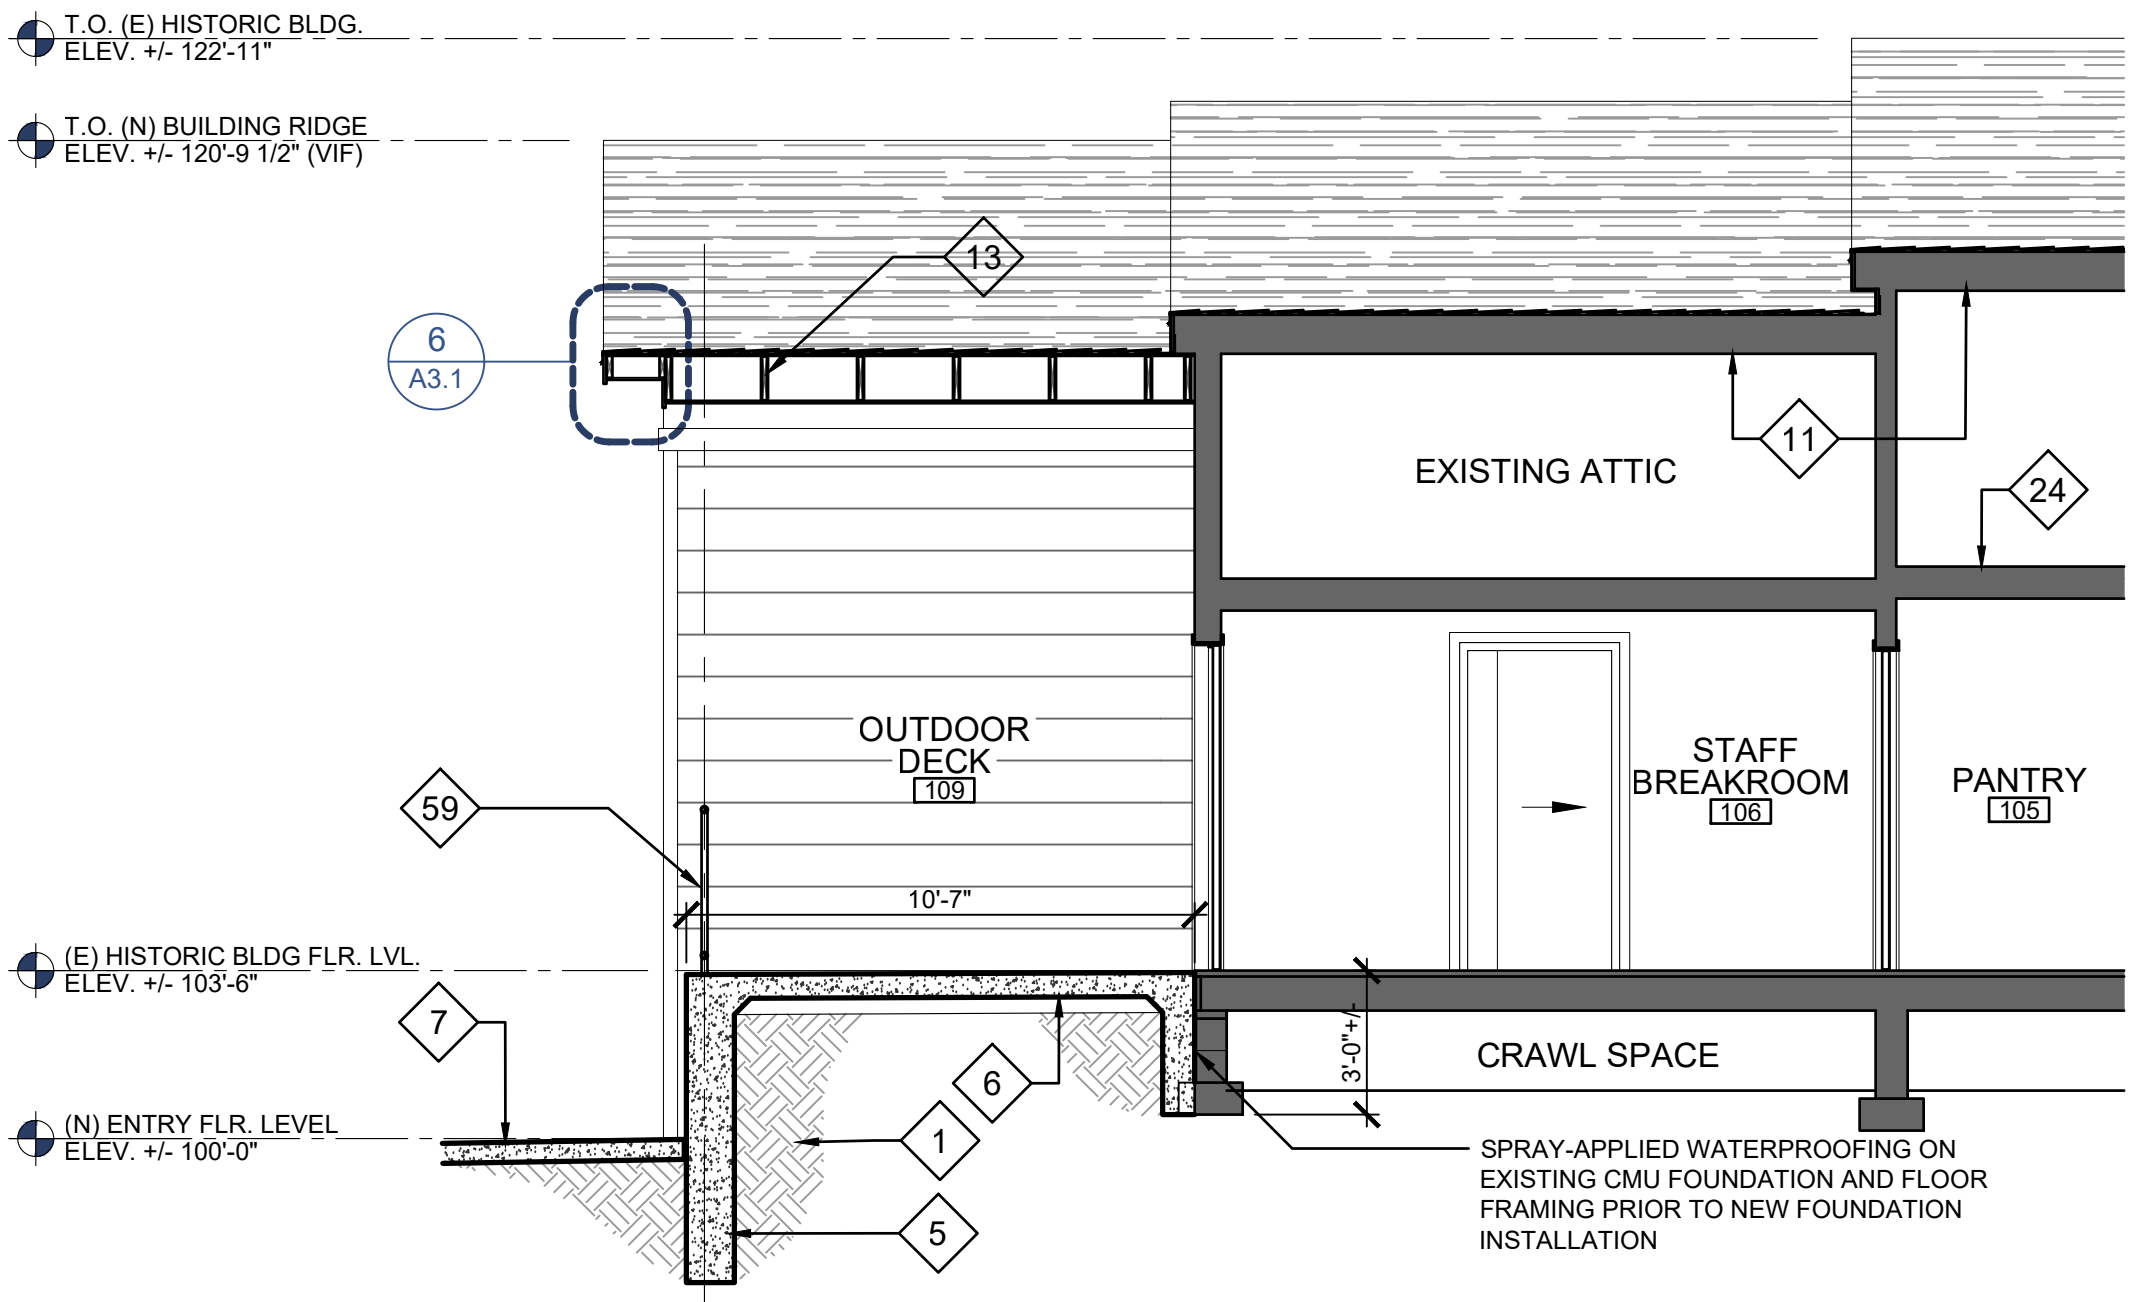 T.O. (E) HISTORIC BLDG.
ELEV. +/- 122'-11"
T.O. (N) BUILDING RIDGE
ELEV. +/- 120'-9 1/2" (VIF)
13
6
A3.1
11
EXISTING ATTIC
24
OUTDOOR
DECK
109
STAFF
BREAKROOM
106
PANTRY
105
59
10'-7"
(E) HISTORIC BLDG FLR. LVL.
ELEV. +/- 103'-6"
7
3'-0"+/-
CRAWL SPACE
6
(N) ENTRY FLR. LEVEL
ELEV. +/- 100'-0"
1
5
SPRAY-APPLIED WATERPROOFING ON
EXISTING CMU FOUNDATION AND FLOOR
FRAMING PRIOR TO NEW FOUNDATION
INSTALLATION